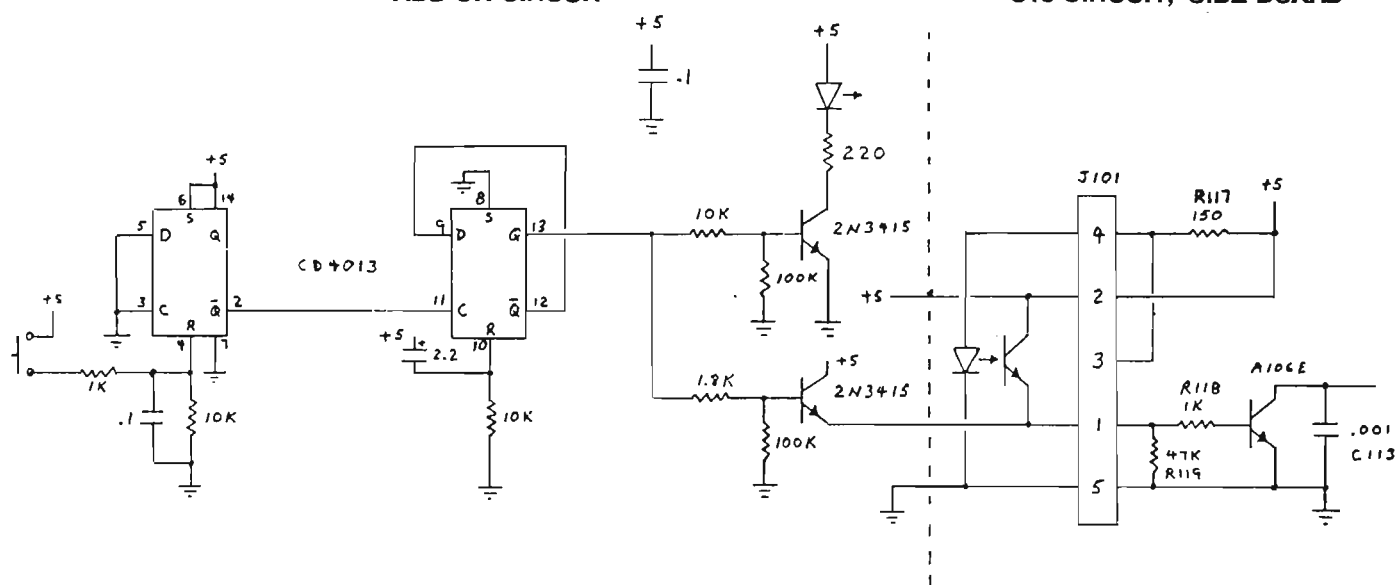 +5
.1
+5
220
10K
2N3415
100K
+5
6
14
S
5
D
Q
3
C
Q̅
2
R
4
7
+5
1K
.1
10K
CD4013
8
S
9
D
G
13
11
C
Q̅
12
R
10
+5
+
2.2
10K
1.8K
+5
2N3415
100K
+5
J101
4
2
3
1
5
R117
150
+5
R118
1K
A106E
47K
R119
.001
C113